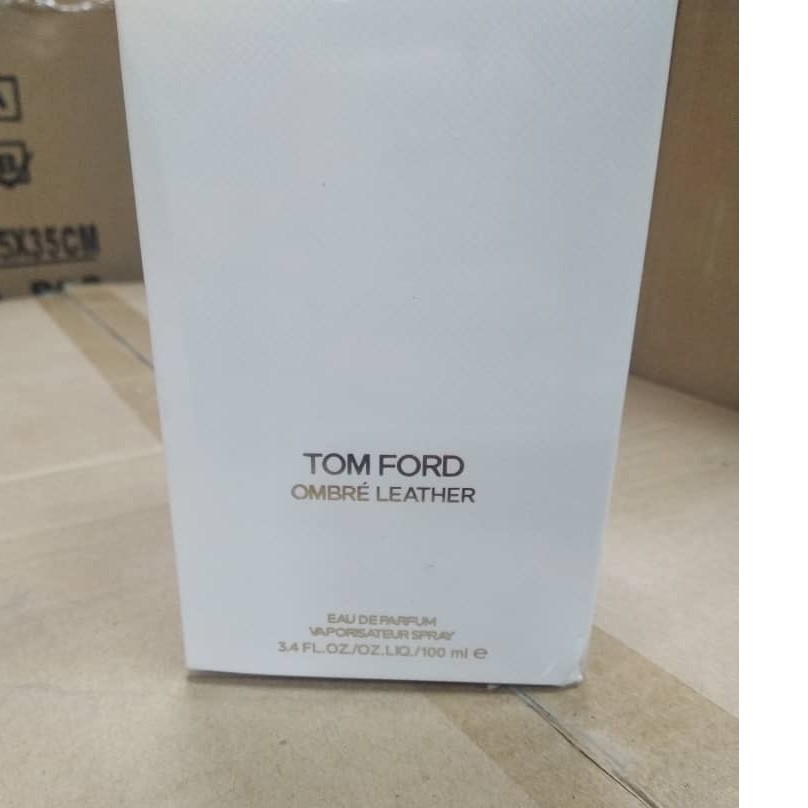 A
B
5X35CM
TOM FORD
OMBRÉ LEATHER
EAU DE PARFUM
VAPORISATEUR SPRAY
3.4 FL.OZ./OZ.LIQ./100 ml e